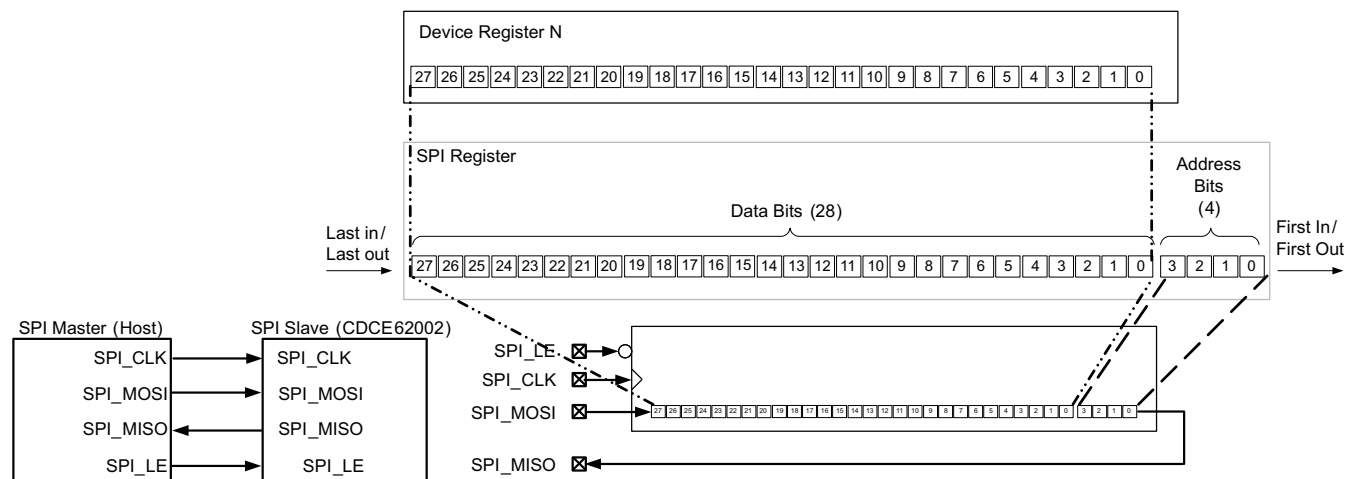 Device Register N
27 26 25 24 23 22 21 20 19 18 17 16 15 14 13 12 11 10 9 8 7 6 5 4 3 2 1 0
SPI Register
Address
Bits
(4)
Data Bits (28)
Last in/
Last out
First In/
First Out
27 26 25 24 23 22 21 20 19 18 17 16 15 14 13 12 11 10 9 8 7 6 5 4 3 2 1 0 3 2 1 0
SPI Master (Host)
SPI_CLK
SPI_MOSI
SPI_MISO
SPI_LE
SPI Slave (CDCE62002)
SPI_CLK
SPI_MOSI
SPI_MISO
SPI_LE
SPI_LE
SPI_CLK
SPI_MOSI
27 26 25 24 23 22 21 20 19 18 17 16 15 14 13 12 11 10 9 8 7 6 5 4 3 2 1 0 3 2 1 0
SPI_MISO